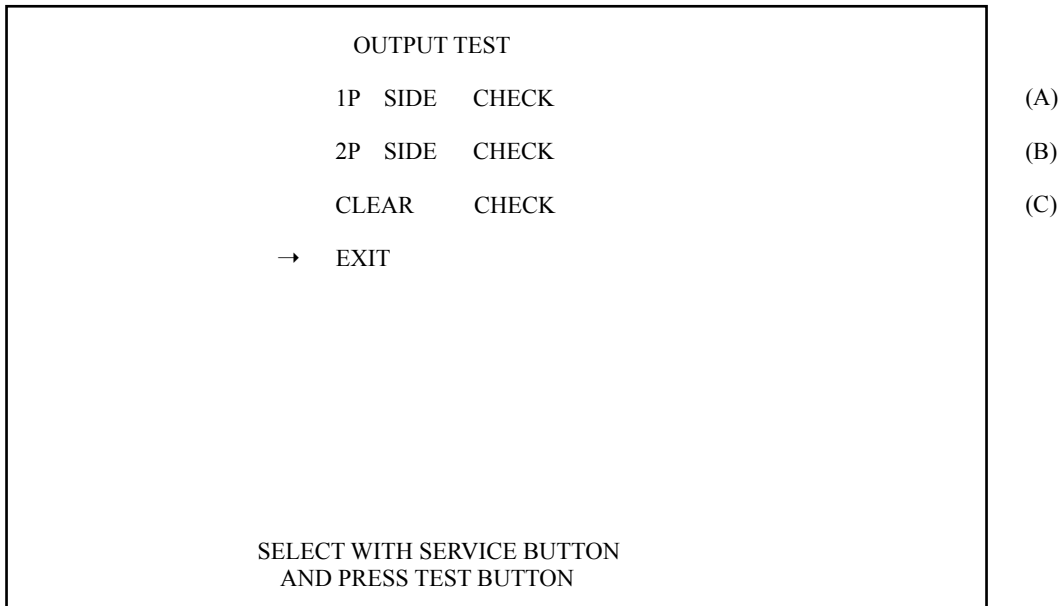 OUTPUT TEST
1P SIDE CHECK (A)
2P SIDE CHECK (B)
CLEAR CHECK (C)
→ EXIT
SELECT WITH SERVICE BUTTON
AND PRESS TEST BUTTON